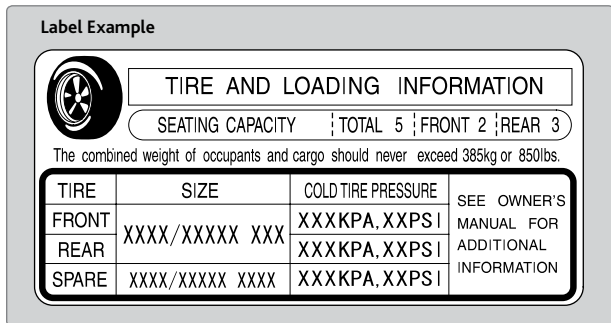 Label Example
TIRE AND LOADING INFORMATION
SEATING CAPACITY TOTAL 5 FRONT 2 REAR 3
The combined weight of occupants and cargo should never exceed 385kg or 850lbs.
TIRE SIZE COLD TIRE PRESSURE
FRONT XXXX/XXXXX XXX XXXKPA,XXPSI
REAR XXXKPA,XXPSI
SPARE XXXX/XXXXX XXXX XXXKPA,XXPSI
SEE OWNER'S
MANUAL FOR
ADDITIONAL
INFORMATION